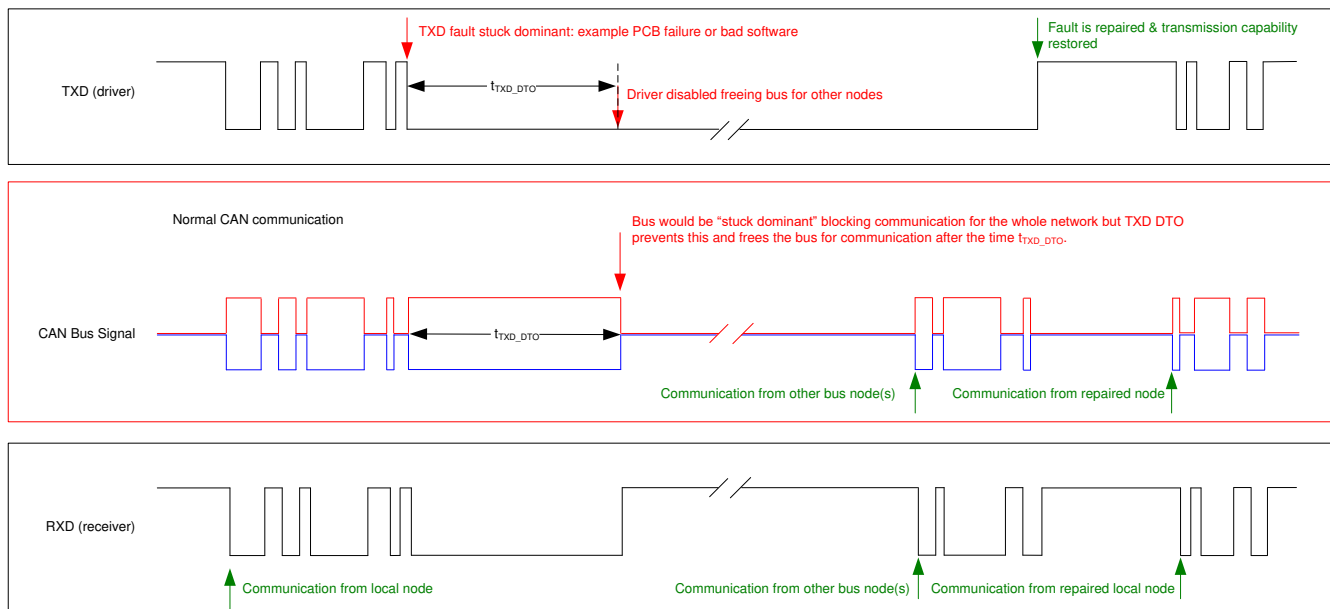 TXD fault stuck dominant: example PCB failure or bad software
Fault is repaired & transmission capability
restored
TXD (driver)
tTXD_DTO
Driver disabled freeing bus for other nodes
Normal CAN communication
Bus would be “stuck dominant” blocking communication for the whole network but TXD DTO
prevents this and frees the bus for communication after the time tTXD_DTO.
CAN Bus Signal
tTXD_DTO
Communication from other bus node(s)
Communication from repaired node
RXD (receiver)
Communication from local node
Communication from other bus node(s)
Communication from repaired local node